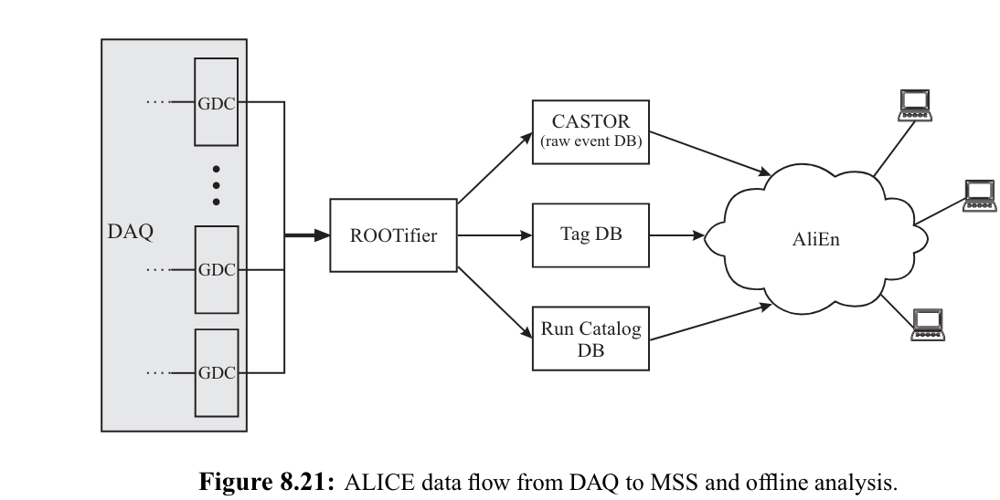 DAQ
GDC
GDC
GDC
ROOTifier
CASTOR
(raw event DB)
Tag DB
Run Catalog
DB
AliEn
Figure 8.21: ALICE data flow from DAQ to MSS and offline analysis.